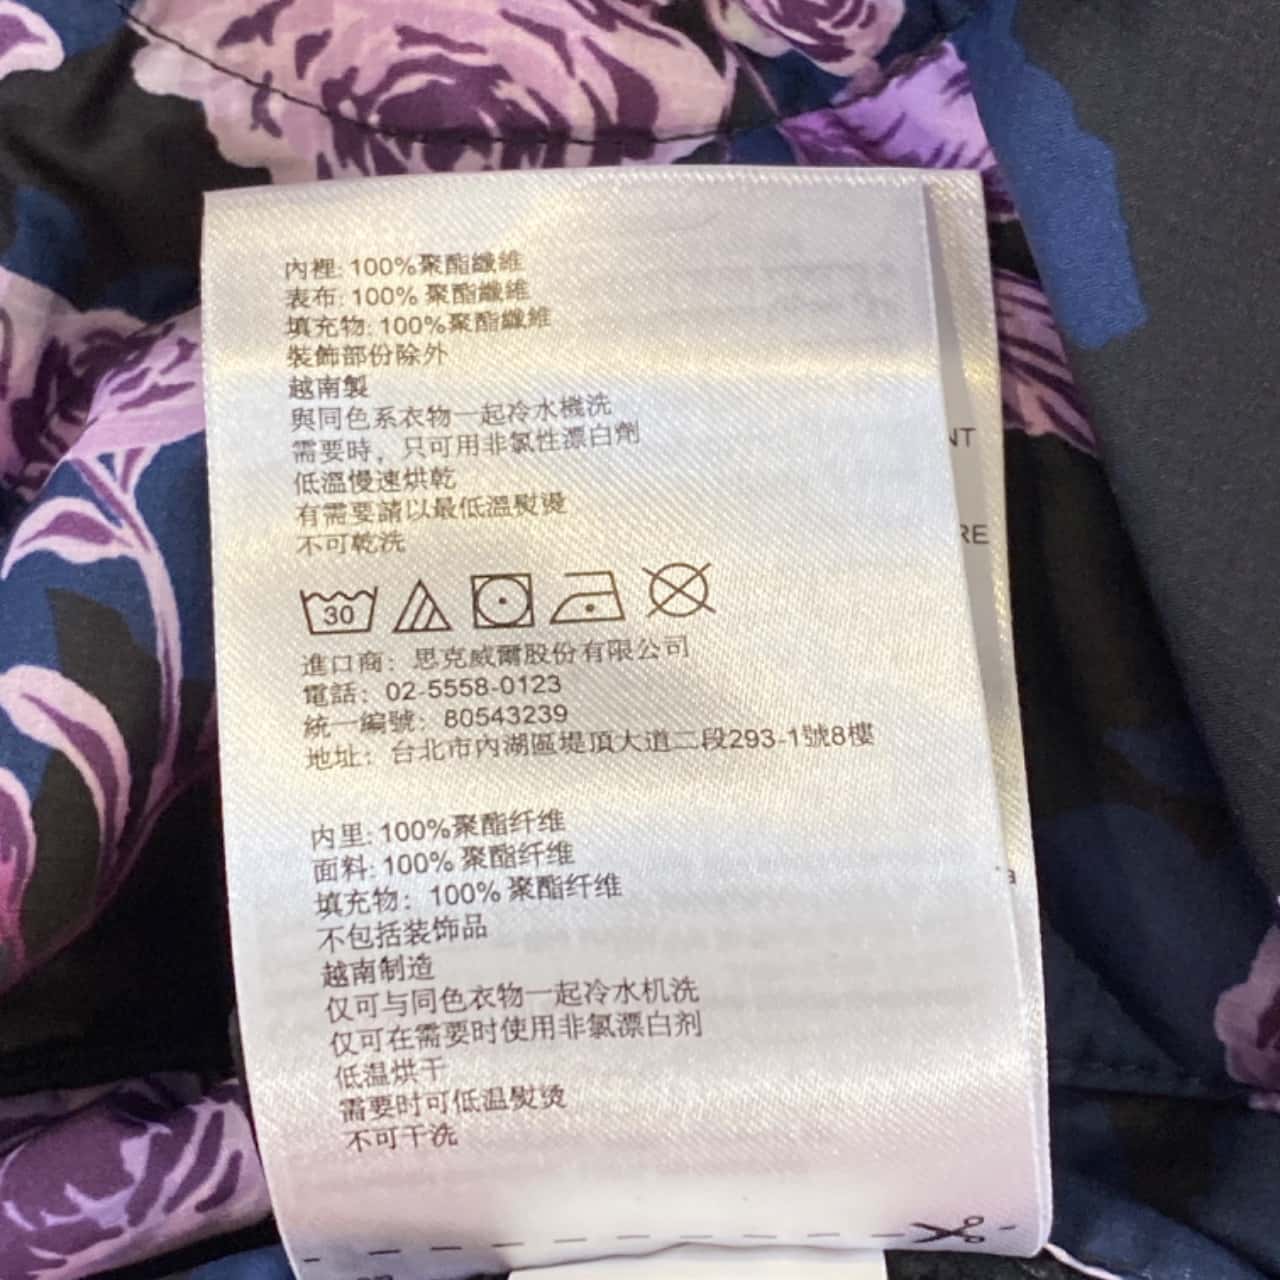 內裡: 100%聚酯纖維
表布: 100% 聚酯纖維
填充物: 100%聚酯纖維
裝飾部份除外
越南製
與同色系衣物一起冷水機洗
需要時，只可用非氯性漂白劑
低溫慢速烘乾
有需要請以最低溫熨燙
不可乾洗
30
進口商：思克威爾股份有限公司
電話：02-5558-0123
統一編號：80543239
地址：台北市內湖區堤頂大道二段293-1號8樓
内里: 100%聚酯纤维
面料: 100% 聚酯纤维
填充物：100% 聚酯纤维
不包括装饰品
越南制造
仅可与同色衣物一起冷水机洗
仅可在需要时使用非氯漂白剂
低温烘干
需要时可低温熨烫
不可干洗
NT
RE